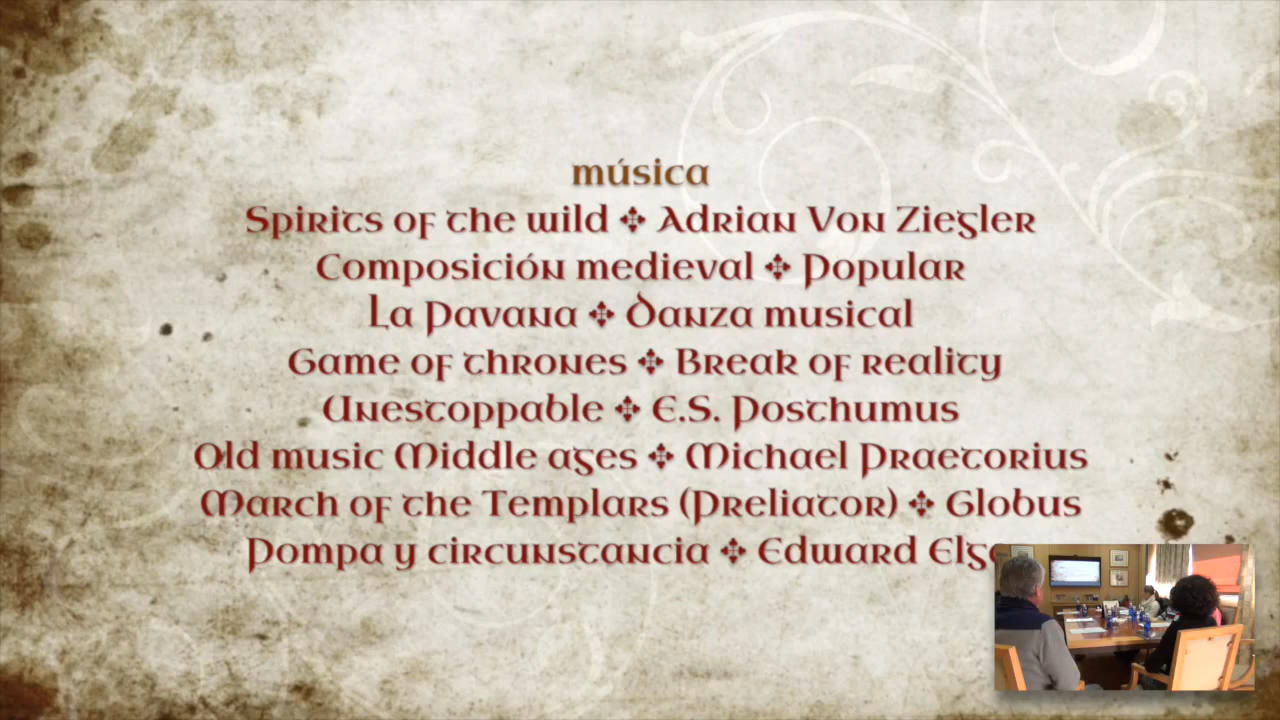 música
Spirits of the wild ✣ Adrian Von Ziegler
Composición medieval ✣ Popular
La Pavana ✣ Danza musical
Game of thrones ✣ Break of reality
Unestoppable ✣ E.S. Posthumus
Old music Middle ages ✣ Michael Praetorius
March of the Templars (Preliator) ✣ Globus
Pompa y circunstancia ✣ Edward